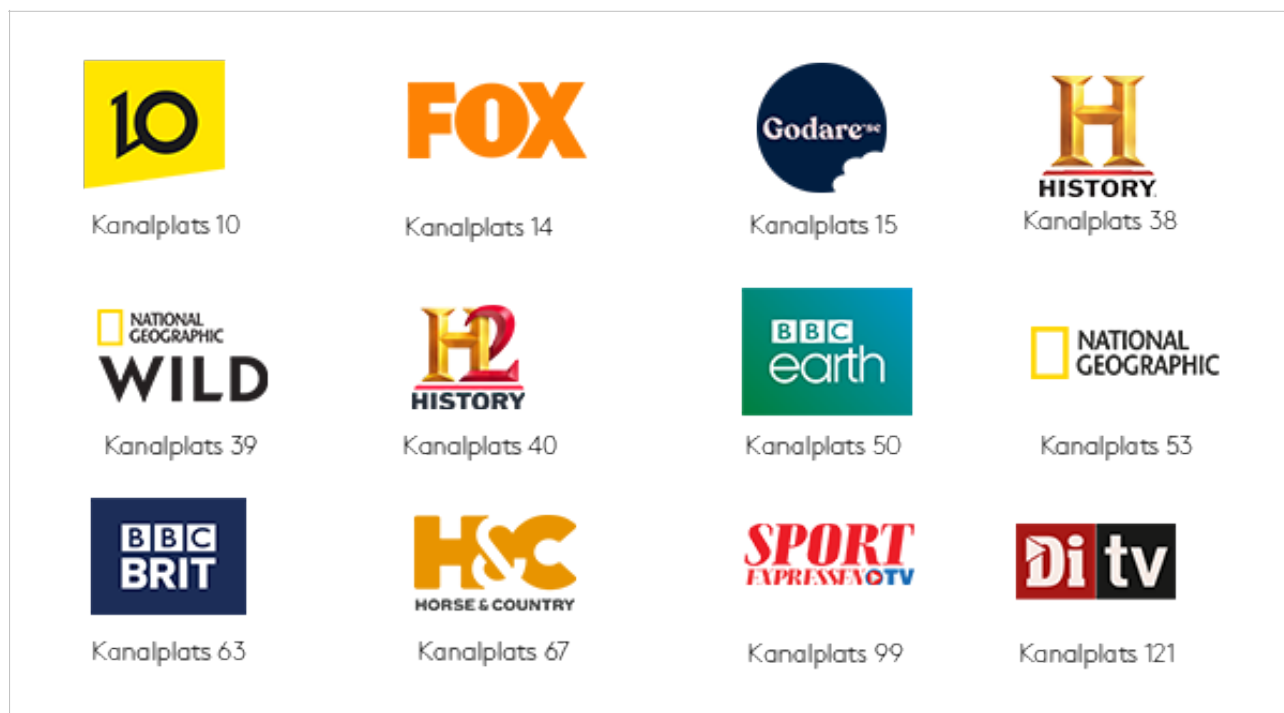 10
FOX
Godare.se
H
HISTORY
Kanalplats 10
Kanalplats 14
Kanalplats 15
Kanalplats 38
NATIONAL
GEOGRAPHIC
WILD
H2
HISTORY
BBC
earth
NATIONAL
GEOGRAPHIC
Kanalplats 39
Kanalplats 40
Kanalplats 50
Kanalplats 53
BBC
BRIT
H&C
HORSE & COUNTRY
SPORT
EXPRESSEN TV
Di tv
Kanalplats 63
Kanalplats 67
Kanalplats 99
Kanalplats 121